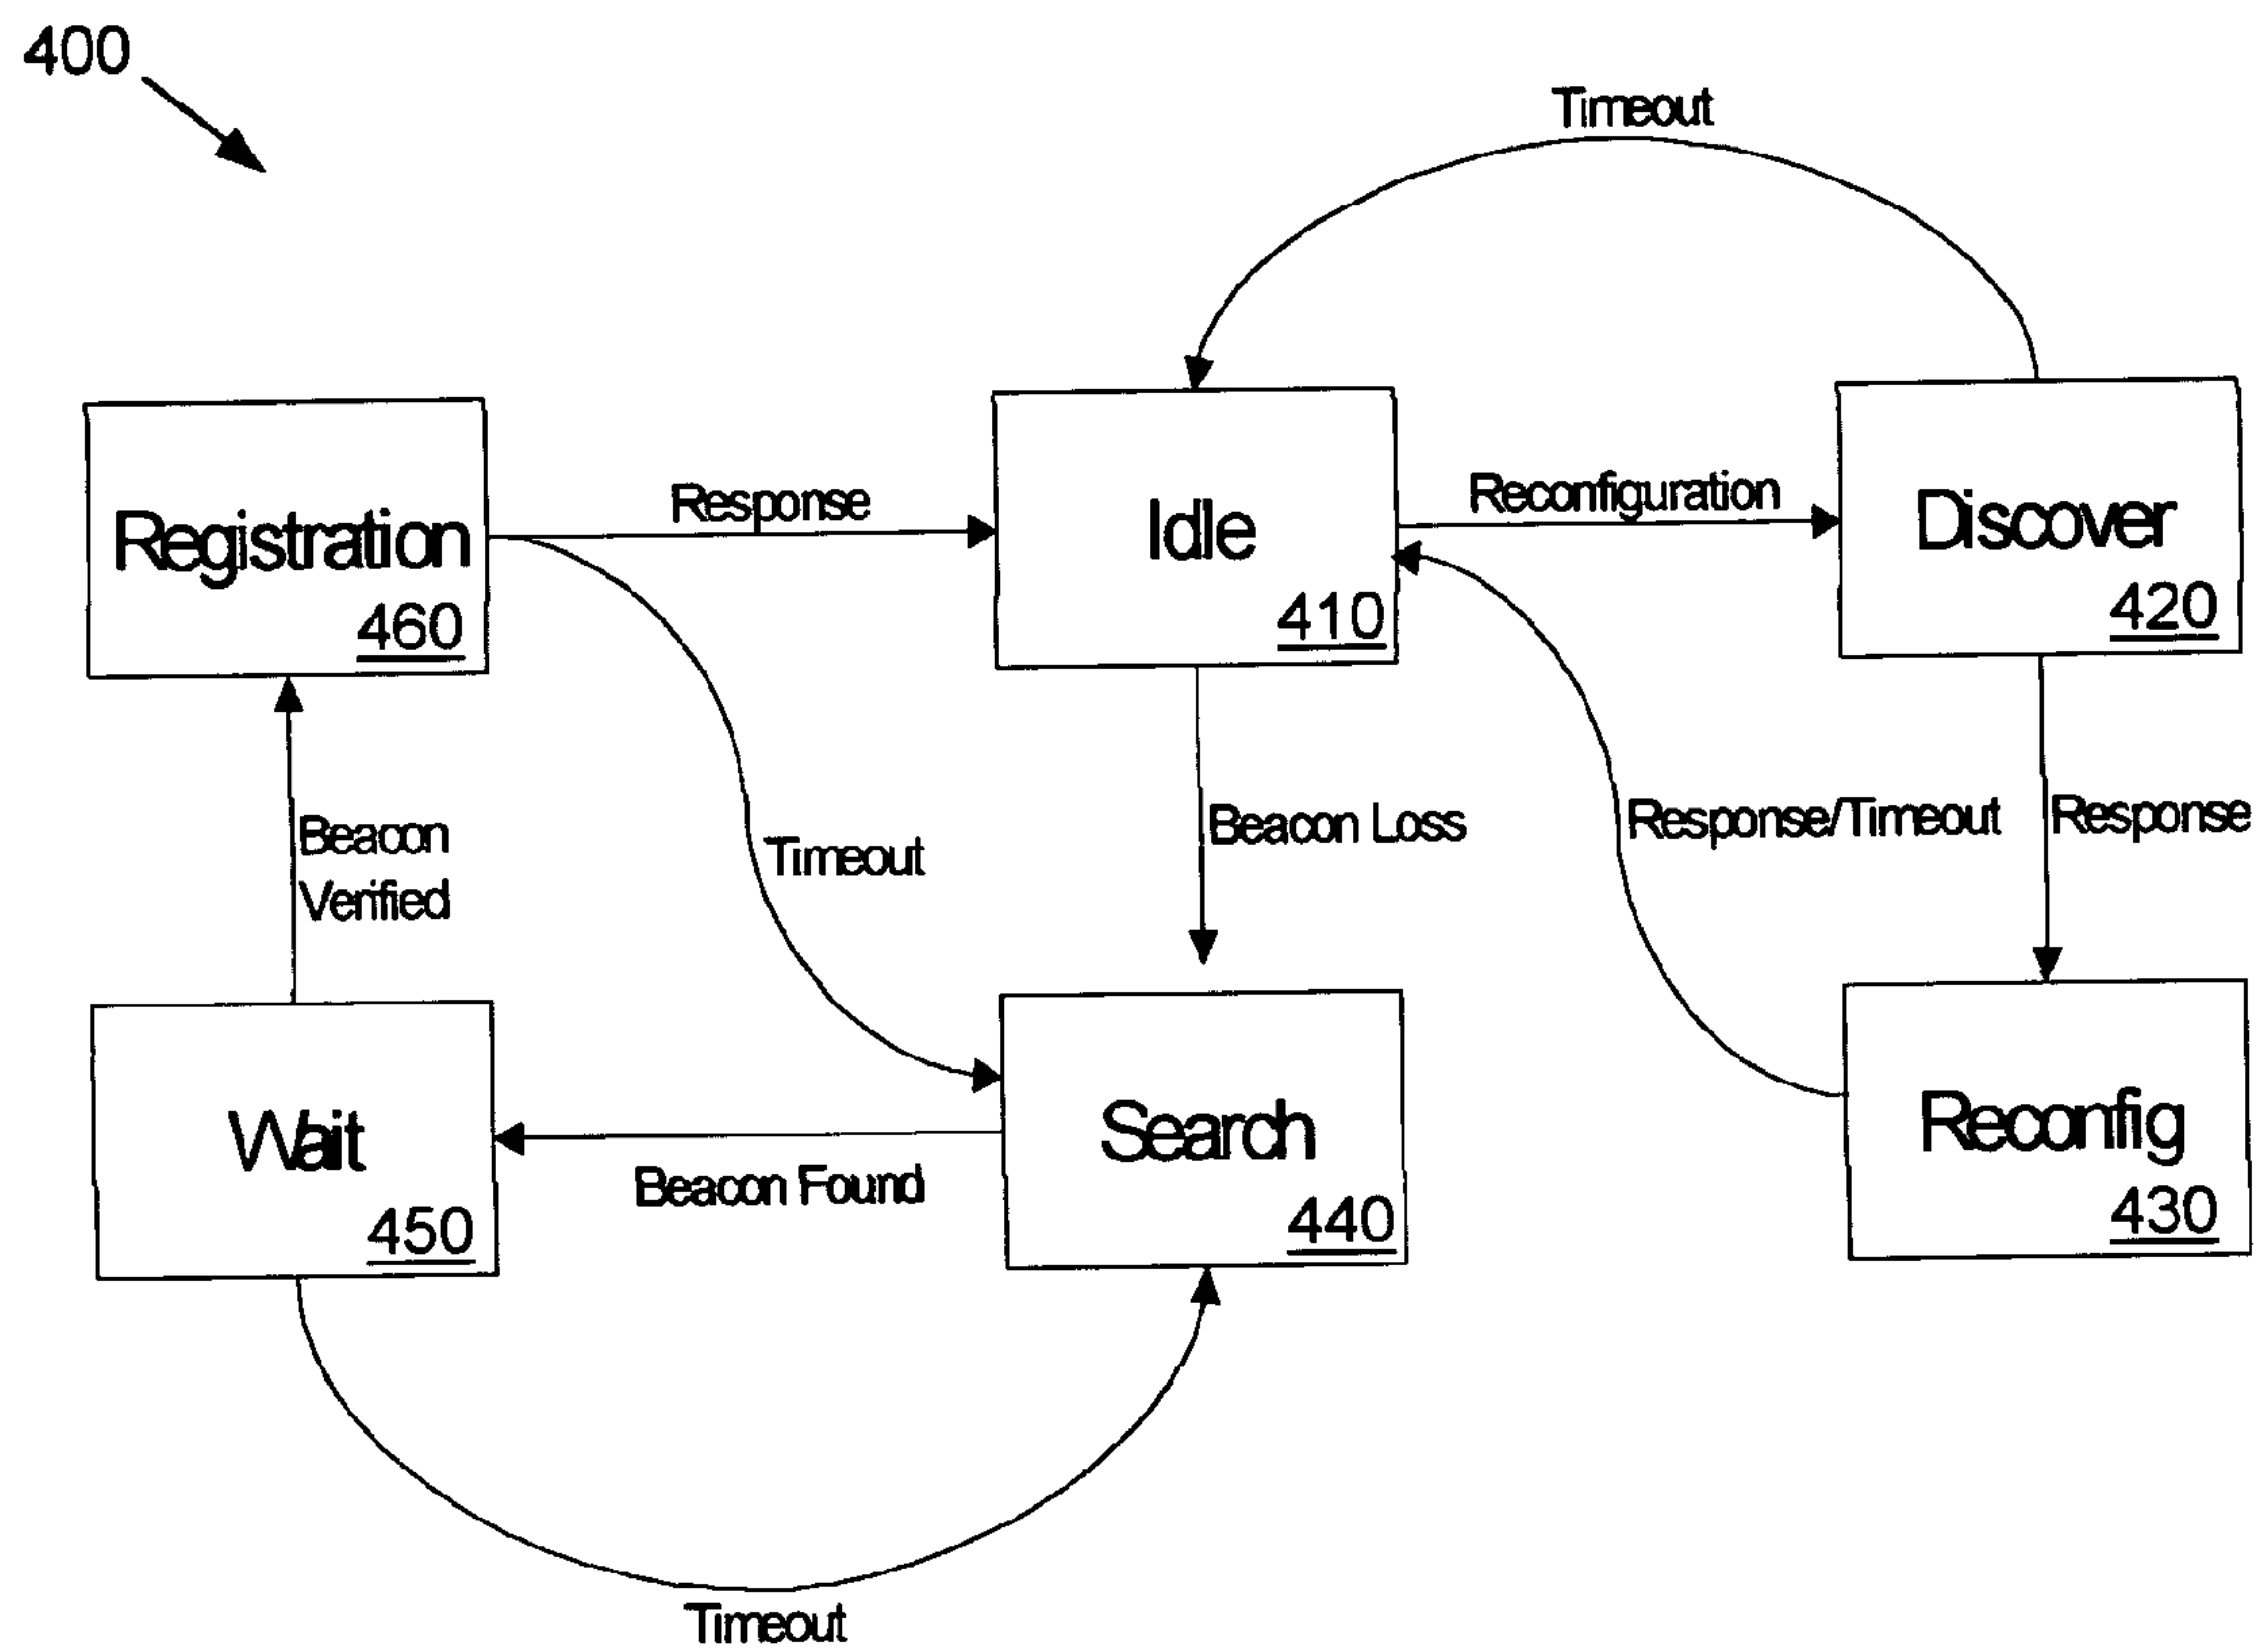 400
Timeout
Registration
460
Response
Idle
410
Reconfiguration
Discover
420
Beacon
Verified
Timeout
Beacon Loss
Response/Timeout
Response
Wait
450
Beacon Found
Search
440
Reconfig
430
Timeout